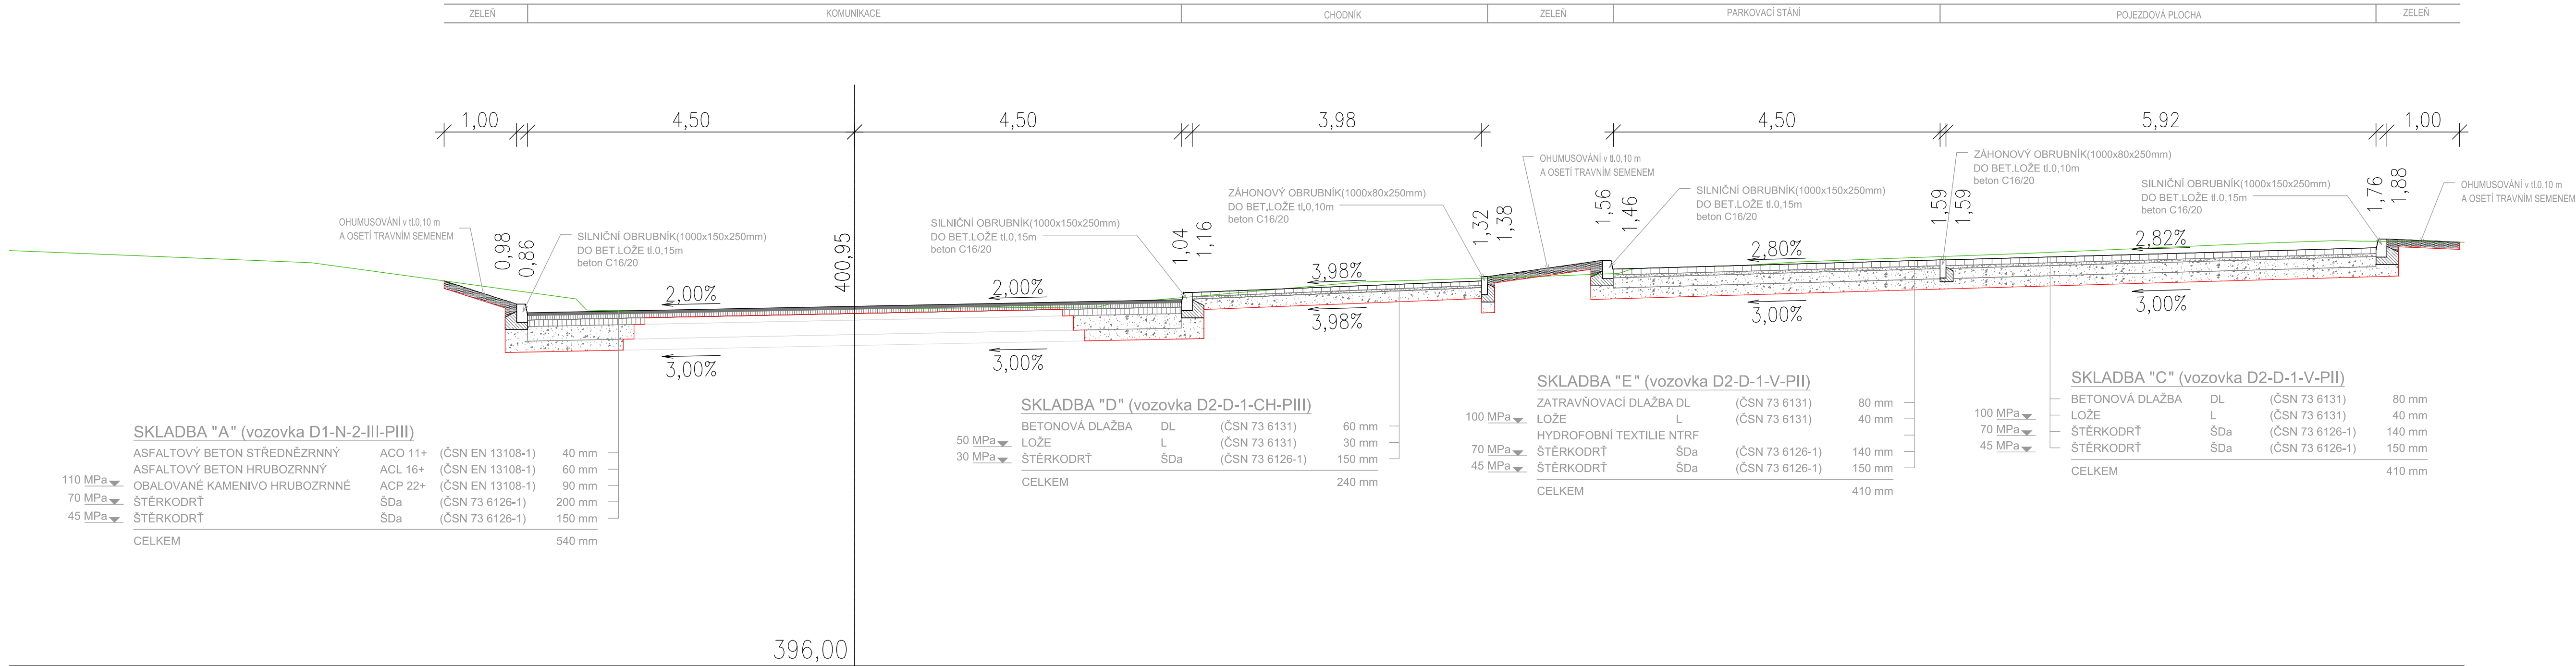 ZELEŇ
KOMUNIKACE
CHODNÍK
ZELEŇ
PARKOVACÍ STÁNÍ
POJEZDOVÁ PLOCHA
ZELEŇ
1,00
4,50
4,50
3,98
4,50
5,92
1,00
OHUMUSOVÁNÍ v tl.0,10 m
A OSETÍ TRAVNÍM SEMENEM
0,98
0,86
SILNIČNÍ OBRUBNÍK(1000x150x250mm)
DO BET.LOŽE tl.0,15m
beton C16/20
400,95
SILNIČNÍ OBRUBNÍK(1000x150x250mm)
DO BET.LOŽE tl.0,15m
beton C16/20
1,04
1,16
ZÁHONOVÝ OBRUBNÍK(1000x80x250mm)
DO BET.LOŽE tl.0,10m
beton C16/20
1,32
1,38
OHUMUSOVÁNÍ v tl.0,10 m
A OSETÍ TRAVNÍM SEMENEM
1,56
1,46
SILNIČNÍ OBRUBNÍK(1000x150x250mm)
DO BET.LOŽE tl.0,15m
beton C16/20
1,59
1,59
ZÁHONOVÝ OBRUBNÍK(1000x80x250mm)
DO BET.LOŽE tl.0,10m
beton C16/20
SILNIČNÍ OBRUBNÍK(1000x150x250mm)
DO BET.LOŽE tl.0,15m
beton C16/20
1,76
1,88
OHUMUSOVÁNÍ v tl.0,10 m
A OSETÍ TRAVNÍM SEMENEM
2,00%
2,00%
3,98%
2,80%
2,82%
3,00%
3,00%
3,98%
3,00%
3,00%
SKLADBA "A" (vozovka D1-N-2-III-PIII)
ASFALTOVÝ BETON STŘEDNĚZRNNÝ ACO 11+ (ČSN EN 13108-1) 40 mm
ASFALTOVÝ BETON HRUBOZRNNÝ ACL 16+ (ČSN EN 13108-1) 60 mm
110 MPa OBALOVANÉ KAMENIVO HRUBOZRNNÉ ACP 22+ (ČSN EN 13108-1) 90 mm
70 MPa ŠTĚRKODRŤ ŠDa (ČSN 73 6126-1) 200 mm
45 MPa ŠTĚRKODRŤ ŠDa (ČSN 73 6126-1) 150 mm
CELKEM 540 mm
SKLADBA "D" (vozovka D2-D-1-CH-PIII)
BETONOVÁ DLAŽBA DL (ČSN 73 6131) 60 mm
50 MPa LOŽE L (ČSN 73 6131) 30 mm
30 MPa ŠTĚRKODRŤ ŠDa (ČSN 73 6126-1) 150 mm
CELKEM 240 mm
SKLADBA "E" (vozovka D2-D-1-V-PII)
ZATRAVŇOVACÍ DLAŽBA DL (ČSN 73 6131) 80 mm
100 MPa LOŽE L (ČSN 73 6131) 40 mm
HYDROFOBNÍ TEXTILIE NTRF
70 MPa ŠTĚRKODRŤ ŠDa (ČSN 73 6126-1) 140 mm
45 MPa ŠTĚRKODRŤ ŠDa (ČSN 73 6126-1) 150 mm
CELKEM 410 mm
SKLADBA "C" (vozovka D2-D-1-V-PII)
BETONOVÁ DLAŽBA DL (ČSN 73 6131) 80 mm
100 MPa LOŽE L (ČSN 73 6131) 40 mm
70 MPa ŠTĚRKODRŤ ŠDa (ČSN 73 6126-1) 140 mm
45 MPa ŠTĚRKODRŤ ŠDa (ČSN 73 6126-1) 150 mm
CELKEM 410 mm
396,00